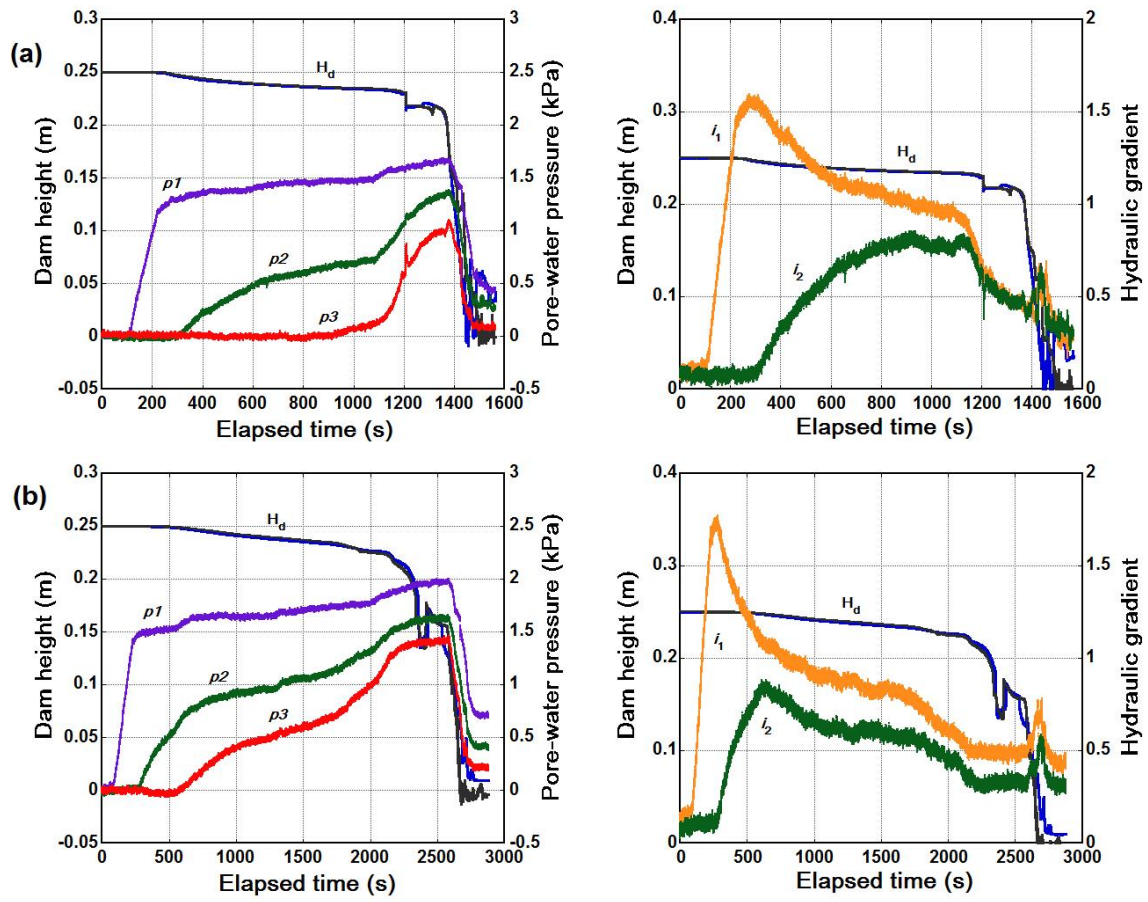 (a)
0.3
0.25
0.2
0.15
0.1
0.05
0
-0.05
Dam height (m)
3
2.5
2
1.5
1
0.5
0
-0.5
Pore-water pressure (kPa)
H_d
p1
p2
p3
0 200 400 600 800 1000 1200 1400 1600
Elapsed time (s)
0.4
0.3
0.2
0.1
0
Dam height (m)
2
1.5
1
0.5
0
Hydraulic gradient
i_1
H_d
i_2
0 200 400 600 800 1000 1200 1400 1600
Elapsed time (s)
(b)
0.3
0.25
0.2
0.15
0.1
0.05
0
-0.05
Dam height (m)
3
2.5
2
1.5
1
0.5
0
-0.5
Pore-water pressure (kPa)
H_d
p1
p2
p3
0 500 1000 1500 2000 2500 3000
Elapsed time (s)
0.4
0.3
0.2
0.1
0
Dam height (m)
2
1.5
1
0.5
0
Hydraulic gradient
H_d
i_1
i_2
0 500 1000 1500 2000 2500 3000
Elapsed time (s)